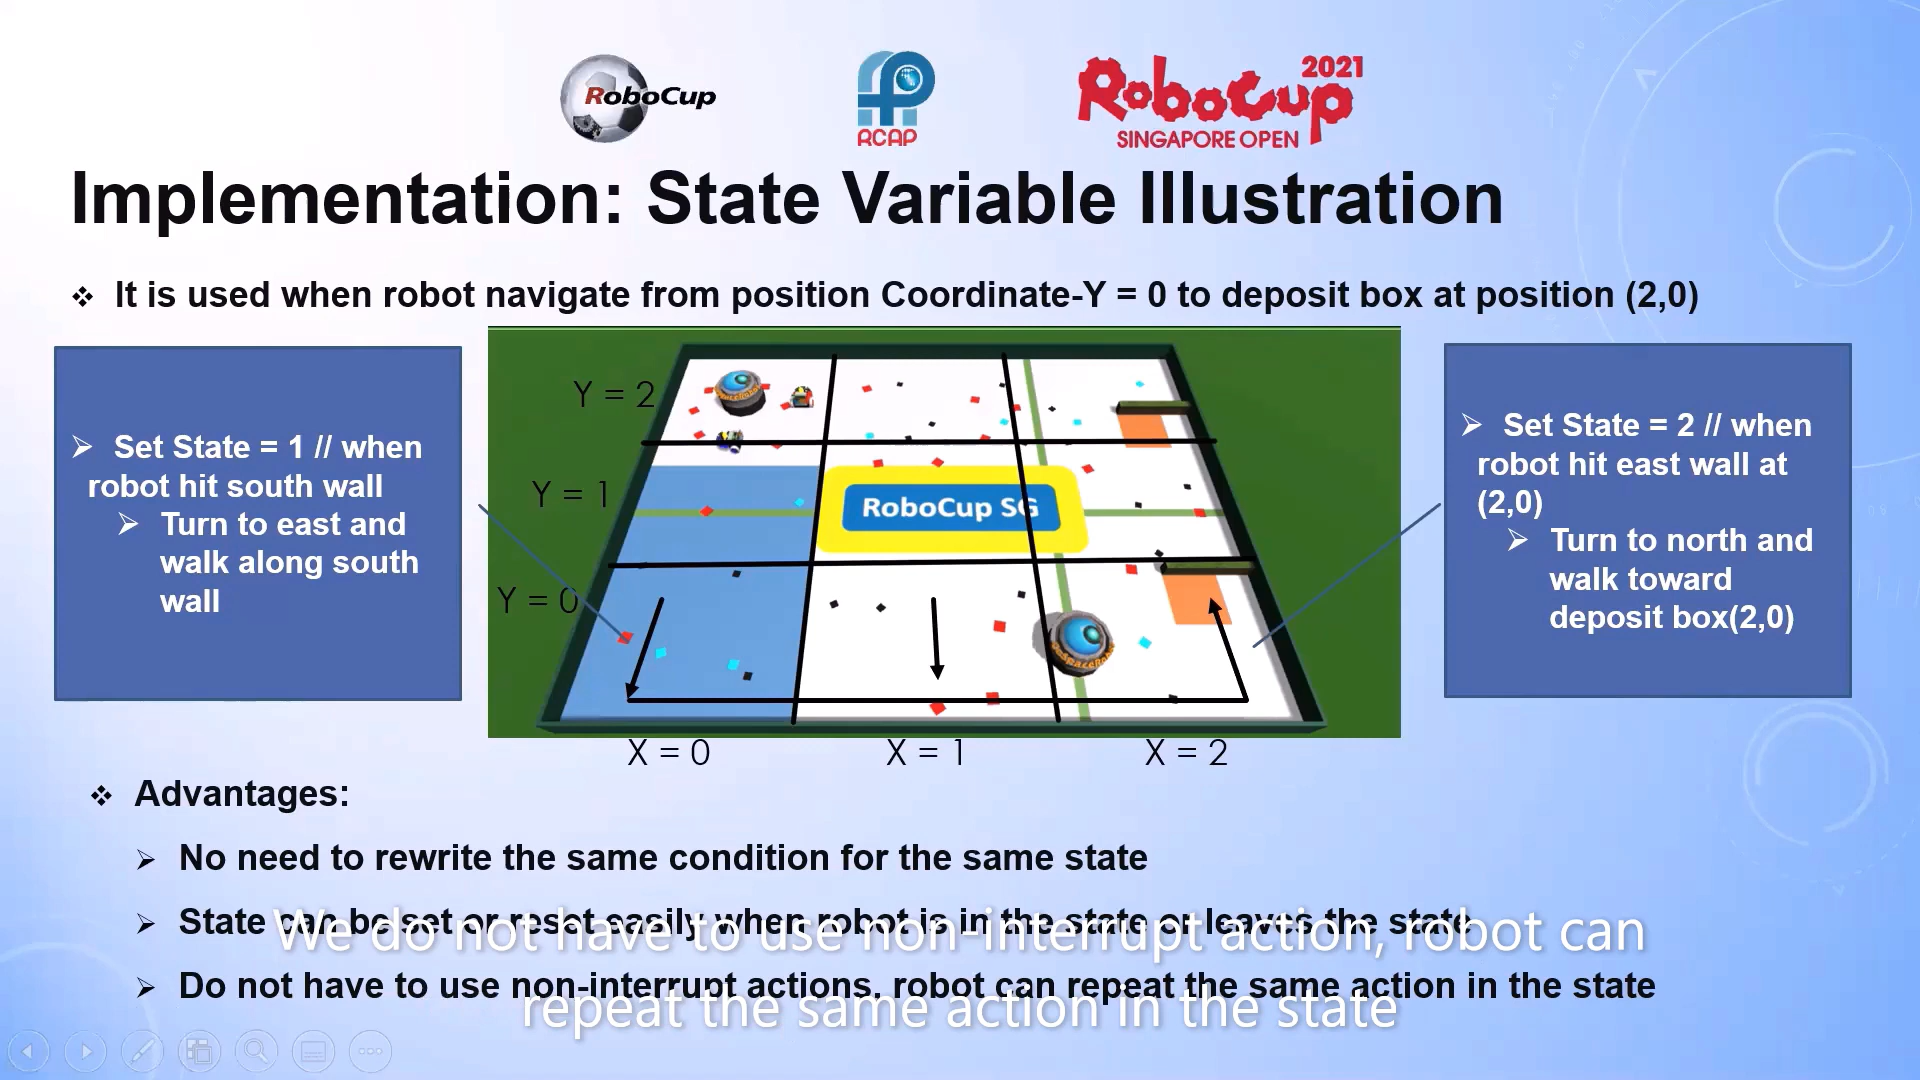 RoboCup
RCAP
RoboCup 2021
SINGAPORE OPEN
Implementation: State Variable Illustration
It is used when robot navigate from position Coordinate-Y = 0 to deposit box at position (2,0)
Set State = 1 // when
robot hit south wall
Turn to east and
walk along south
wall
Y = 2
Y = 1
Y = 0
RoboCup SG
X = 0
X = 1
X = 2
Set State = 2 // when
robot hit east wall at
(2,0)
Turn to north and
walk toward
deposit box(2,0)
Advantages:
No need to rewrite the same condition for the same state
State can be set or reset easily when robot is in the state or leaves the state
Do not have to use non-interrupt actions, robot can repeat the same action in the state
We do not have to use non-interrupt action, robot can
repeat the same action in the state